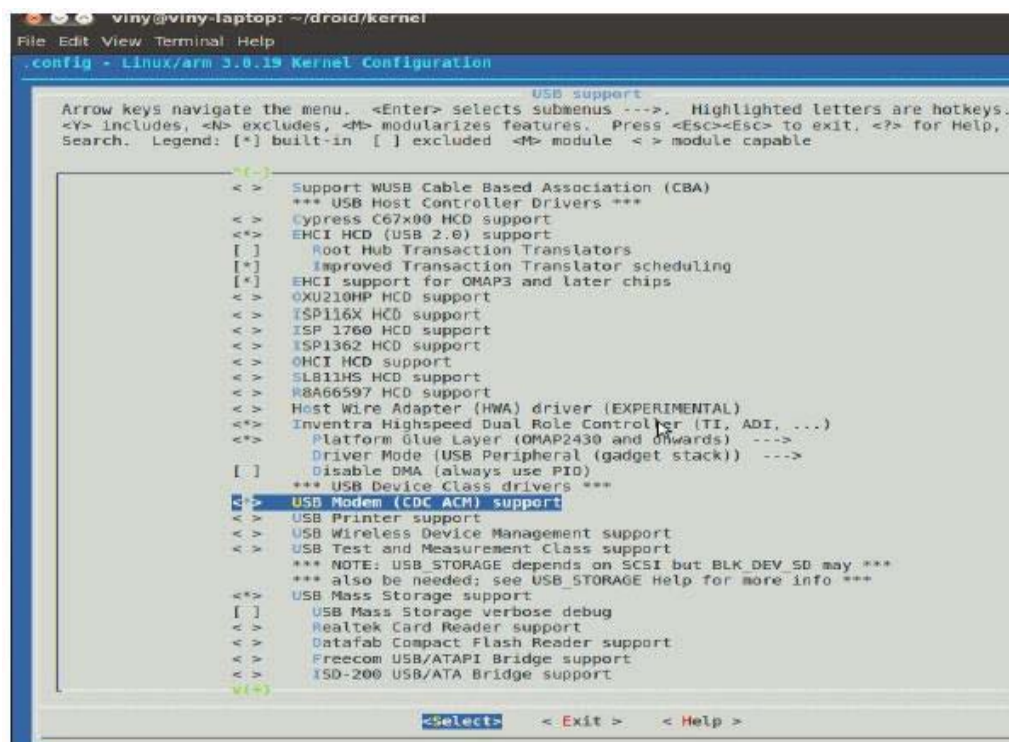 viny@viny-laptop: ~/droid/kernel
File Edit View Terminal Help
.config - Linux/arm 3.0.19 Kernel Configuration
USB support
Arrow keys navigate the menu. <Enter> selects submenus --->. Highlighted letters are hotkeys.
<Y> includes, <N> excludes, <M> modularizes features. Press <Esc><Esc> to exit, <?> for Help,
Search. Legend: [*] built-in [ ] excluded <M> module < > module capable
^(-)
< > Support WUSB Cable Based Association (CBA)
*** USB Host Controller Drivers ***
< > Cypress C67x00 HCD support
<*> EHCI HCD (USB 2.0) support
[ ] Root Hub Transaction Translators
[*] Improved Transaction Translator scheduling
[*] EHCI support for OMAP3 and later chips
< > OXU210HP HCD support
< > ISP116X HCD support
< > ISP 1760 HCD support
< > ISP1362 HCD support
< > OHCI HCD support
< > SL811HS HCD support
< > R8A66597 HCD support
< > Host Wire Adapter (HWA) driver (EXPERIMENTAL)
<*> Inventra Highspeed Dual Role Controller (TI, ADI, ...)
<*> Platform Glue Layer (OMAP2430 and onwards) --->
Driver Mode (USB Peripheral (gadget stack)) --->
[ ] Disable DMA (always use PIO)
*** USB Device Class drivers ***
<*> USB Modem (CDC ACM) support
< > USB Printer support
< > USB Wireless Device Management support
< > USB Test and Measurement Class support
*** NOTE: USB_STORAGE depends on SCSI but BLK_DEV_SD may ***
*** also be needed; see USB_STORAGE Help for more info ***
<*> USB Mass Storage support
[ ] USB Mass Storage verbose debug
< > Realtek Card Reader support
< > Datafab Compact Flash Reader support
< > Freecom USB/ATAPI Bridge support
< > ISD-200 USB/ATA Bridge support
v(+)
<Select> < Exit > < Help >